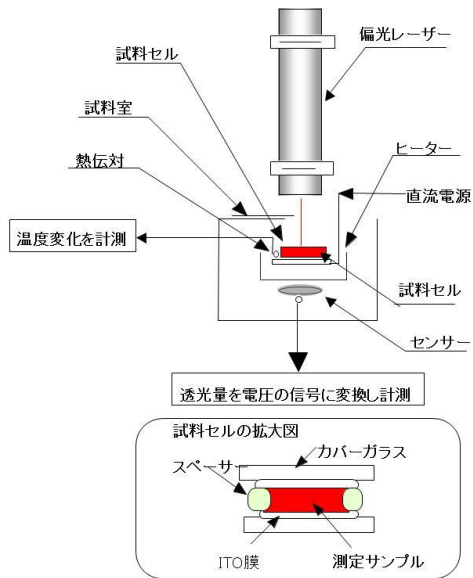 偏光レーザー
試料セル
試料室
熱伝対
ヒーター
直流電源
温度変化を計測
試料セル
センサー
透光量を電圧の信号に変換し計測
試料セルの拡大図
カバーガラス
スペーサー
ITO膜
測定サンプル